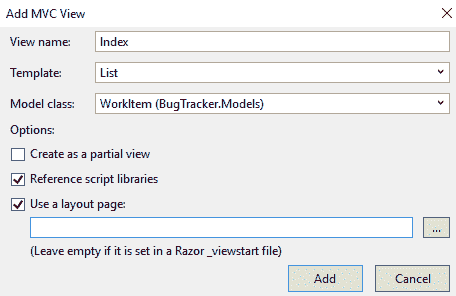 Add MVC View
View name: Index
Template: List
Model class: WorkItem (BugTracker.Models)
Options:
Create as a partial view
Reference script libraries
Use a layout page:
...
(Leave empty if it is set in a Razor _viewstart file)
Add Cancel